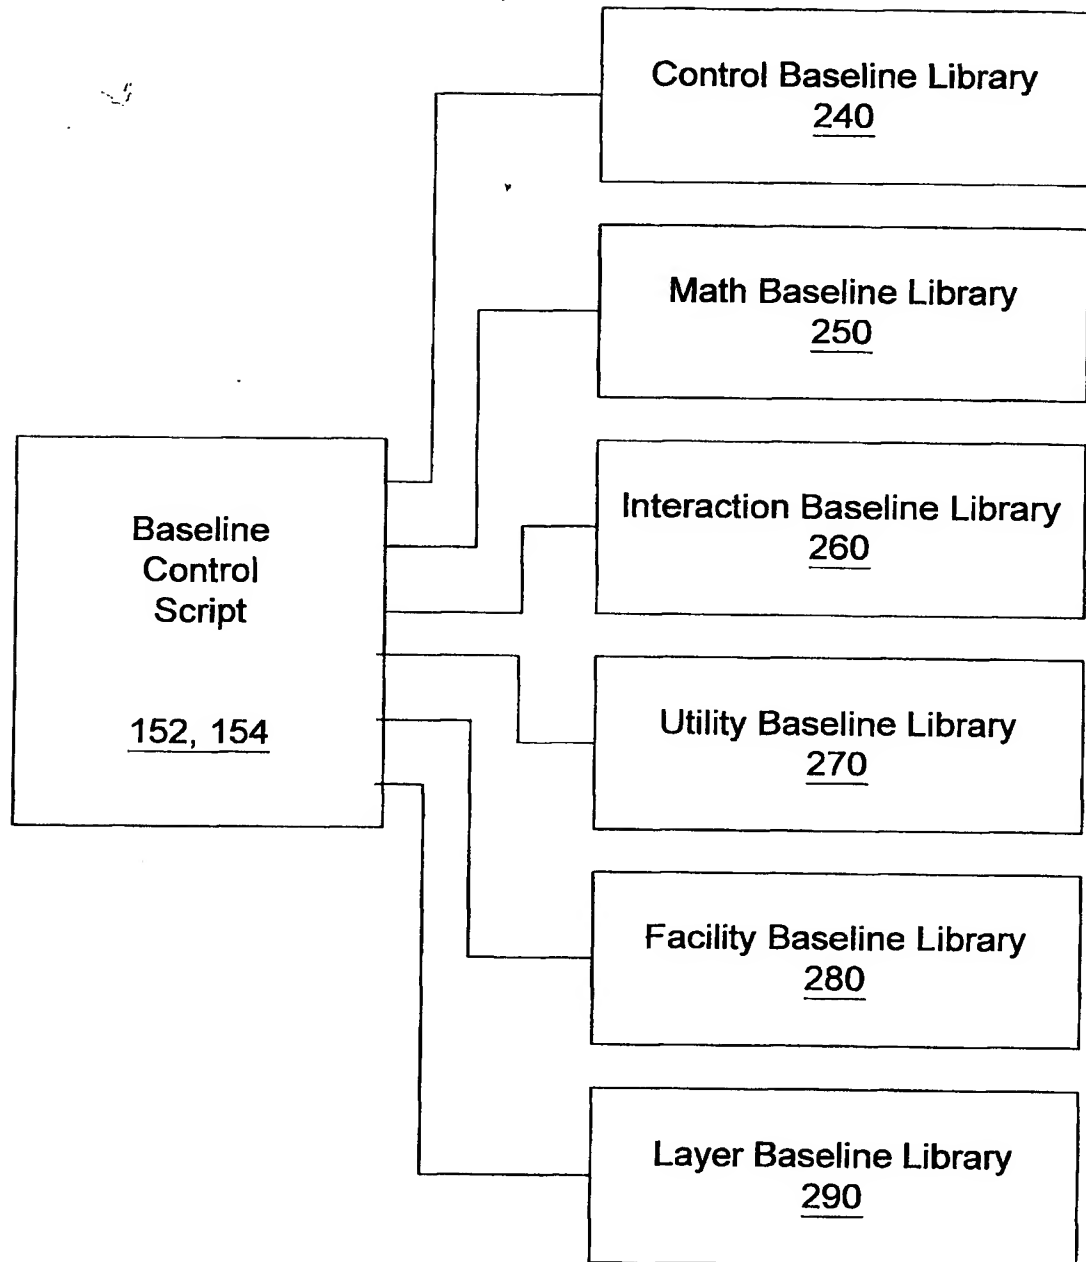 Control Baseline Library
240
Math Baseline Library
250
Interaction Baseline Library
260
Baseline
Control
Script
152, 154
Utility Baseline Library
270
Facility Baseline Library
280
Layer Baseline Library
290